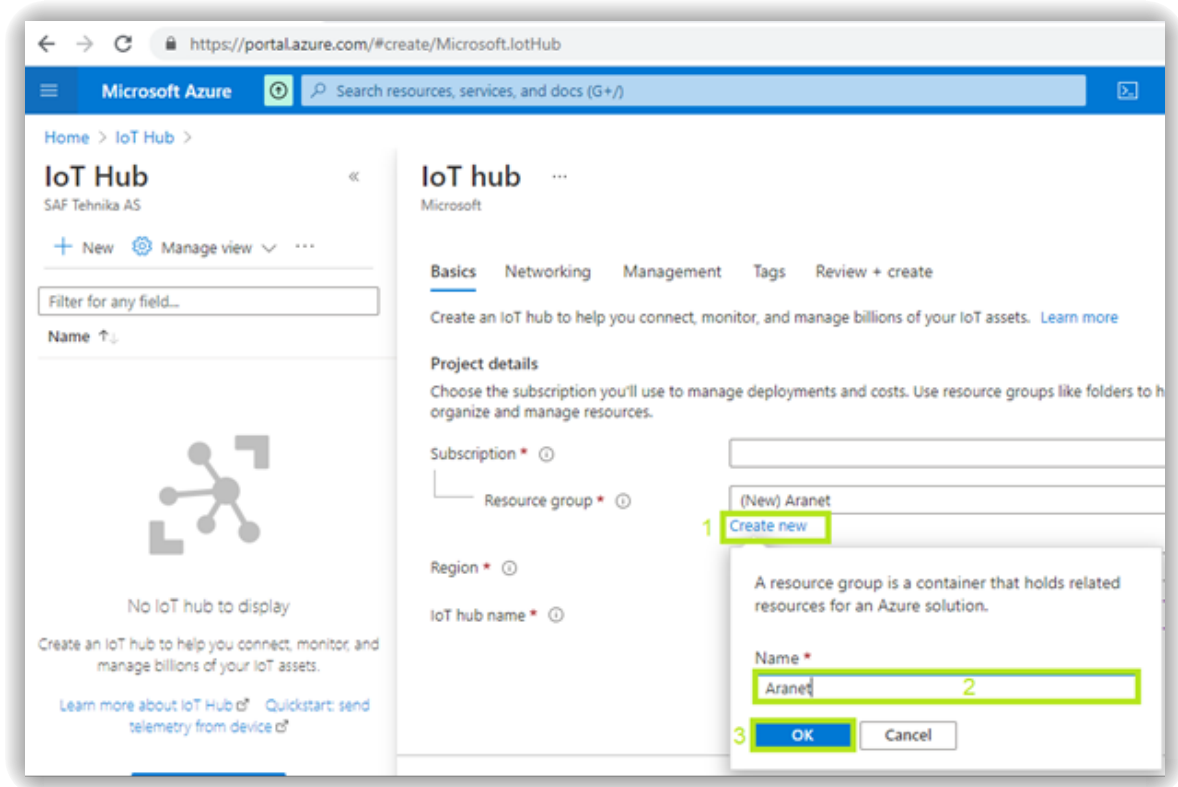 https://portal.azure.com/#create/Microsoft.IotHub
Microsoft Azure
Search resources, services, and docs (G+/)
Home > IoT Hub >
IoT Hub
SAF Tehnika AS
New
Manage view
Filter for any field...
Name
No IoT hub to display
Create an IoT hub to help you connect, monitor, and
manage billions of your IoT assets.
Learn more about IoT Hub
Quickstart: send
telemetry from device
IoT hub
Microsoft
Basics
Networking
Management
Tags
Review + create
Create an IoT hub to help you connect, monitor, and manage billions of your IoT assets. Learn more
Project details
Choose the subscription you'll use to manage deployments and costs. Use resource groups like folders to h
organize and manage resources.
Subscription *
Resource group *
(New) Aranet
1
Create new
Region *
IoT hub name *
A resource group is a container that holds related
resources for an Azure solution.
Name *
Aranet
2
3
OK
Cancel